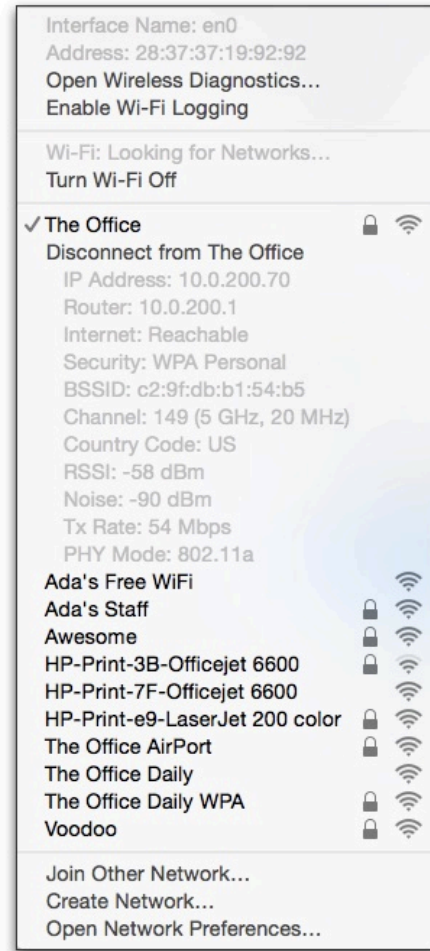 Interface Name: en0
Address: 28:37:37:19:92:92
Open Wireless Diagnostics...
Enable Wi-Fi Logging
Wi-Fi: Looking for Networks...
Turn Wi-Fi Off
✓ The Office
Disconnect from The Office
IP Address: 10.0.200.70
Router: 10.0.200.1
Internet: Reachable
Security: WPA Personal
BSSID: c2:9f:db:b1:54:b5
Channel: 149 (5 GHz, 20 MHz)
Country Code: US
RSSI: -58 dBm
Noise: -90 dBm
Tx Rate: 54 Mbps
PHY Mode: 802.11a
Ada's Free WiFi
Ada's Staff
Awesome
HP-Print-3B-Officejet 6600
HP-Print-7F-Officejet 6600
HP-Print-e9-LaserJet 200 color
The Office AirPort
The Office Daily
The Office Daily WPA
Voodoo
Join Other Network...
Create Network...
Open Network Preferences...